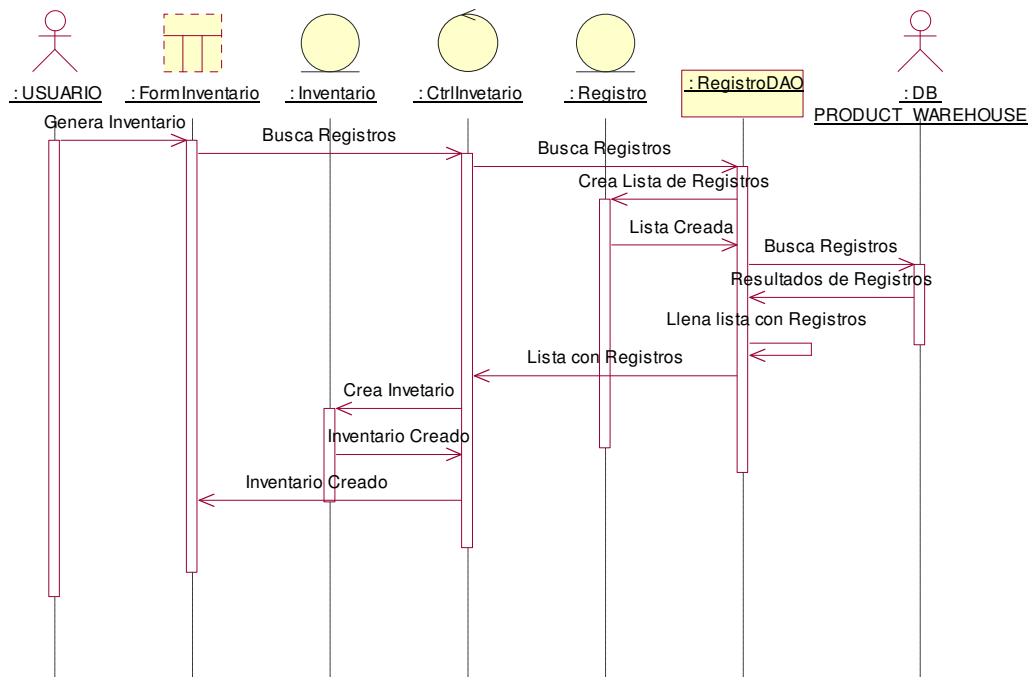 : USUARIO
: FormInventario
: Inventario
: CtrlInvetario
: Registro
: RegistroDAO
: DB
PRODUCT_WAREHOUSE
Genera Inventario
Busca Registros
Busca Registros
Crea Lista de Registros
Lista Creada
Busca Registros
Resultados de Registros
Llena lista con Registros
Lista con Registros
Crea Invetario
Inventario Creado
Inventario Creado